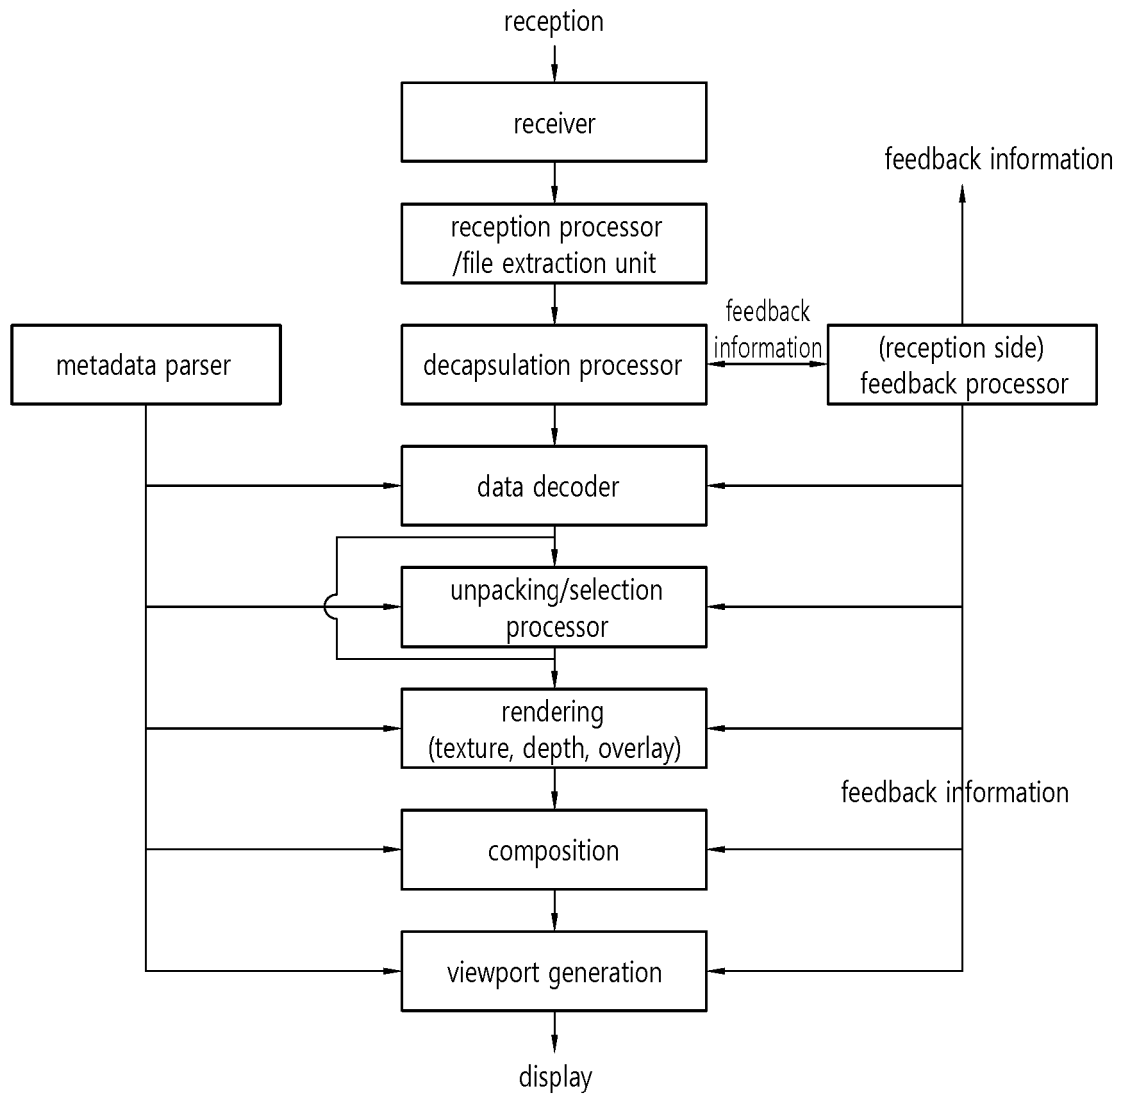 reception
receiver
feedback information
reception processor
/file extraction unit
metadata parser
decapsulation processor
feedback
information
(reception side)
feedback processor
data decoder
unpacking/selection
processor
rendering
(texture, depth, overlay)
feedback information
composition
viewport generation
display